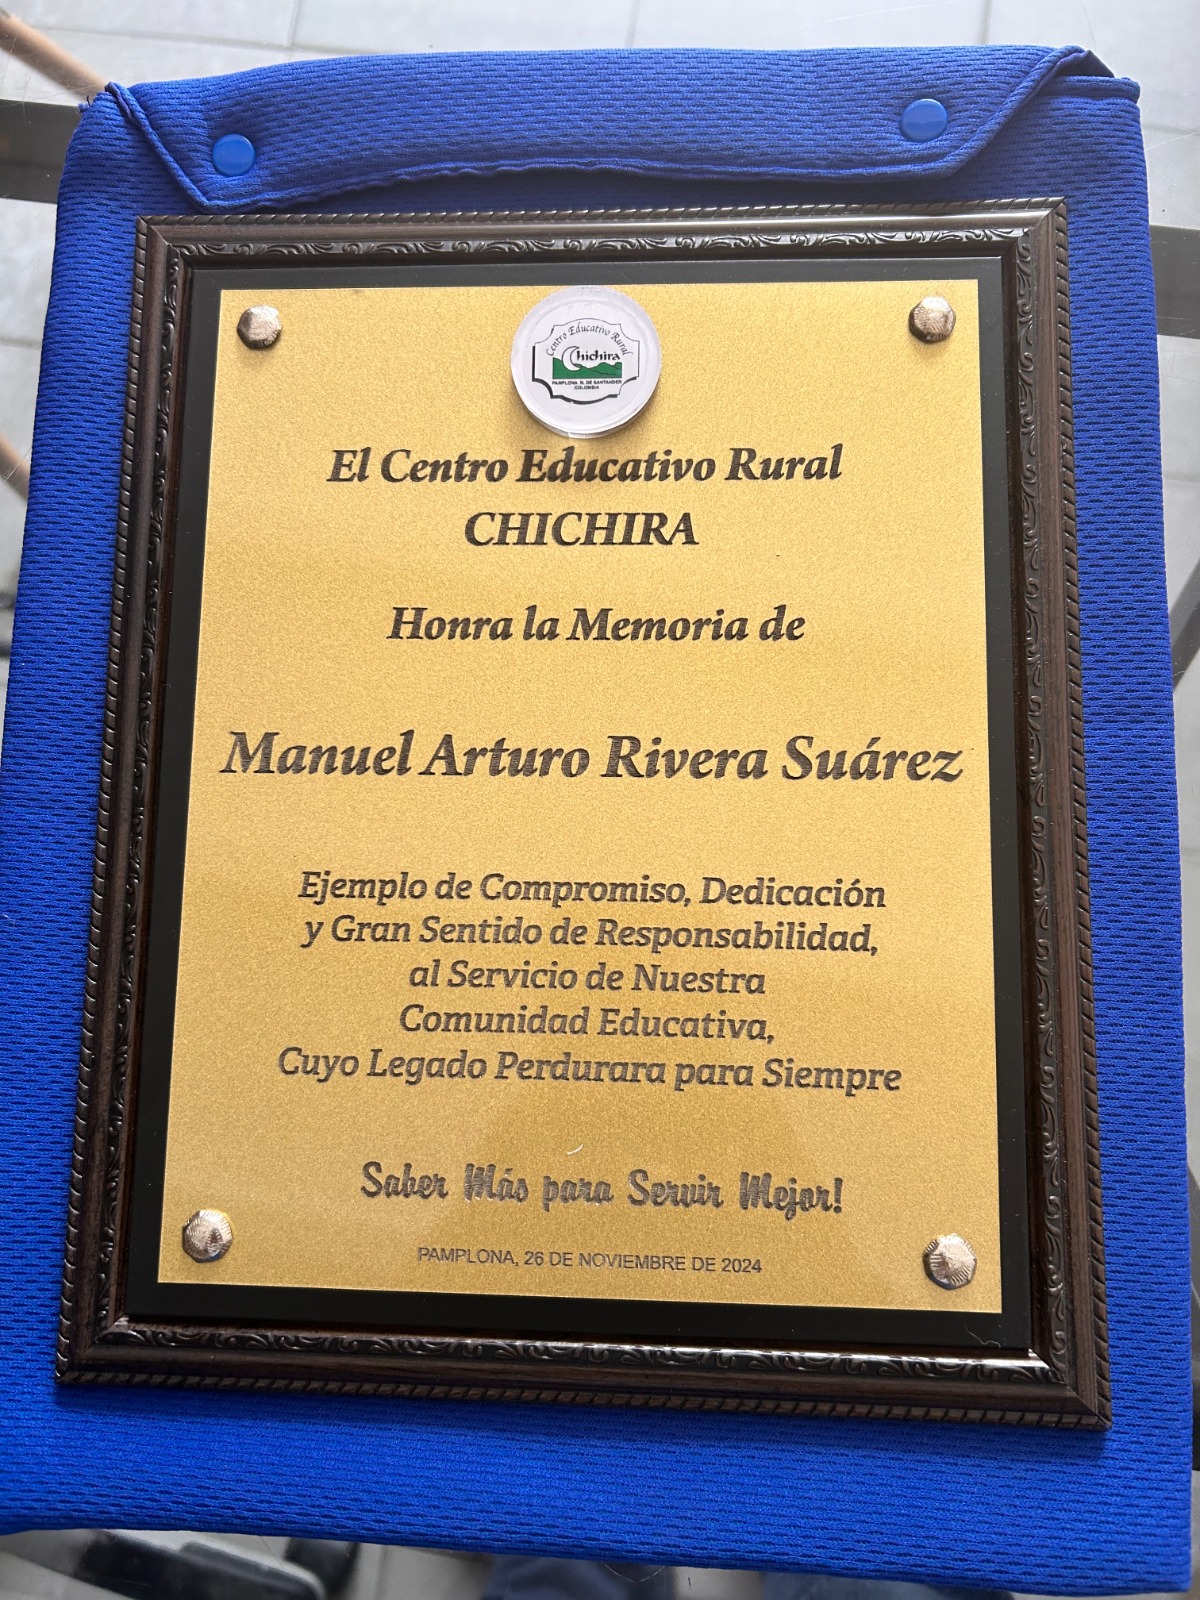 Centro Educativo Rural
Chichira
PAMPLONA N. DE SANTANDER
COLOMBIA
El Centro Educativo Rural
CHICHIRA
Honra la Memoria de
Manuel Arturo Rivera Suárez
Ejemplo de Compromiso, Dedicación
y Gran Sentido de Responsabilidad,
al Servicio de Nuestra
Comunidad Educativa,
Cuyo Legado Perdurara para Siempre
Saber Más para Servir Mejor!
PAMPLONA, 26 DE NOVIEMBRE DE 2024